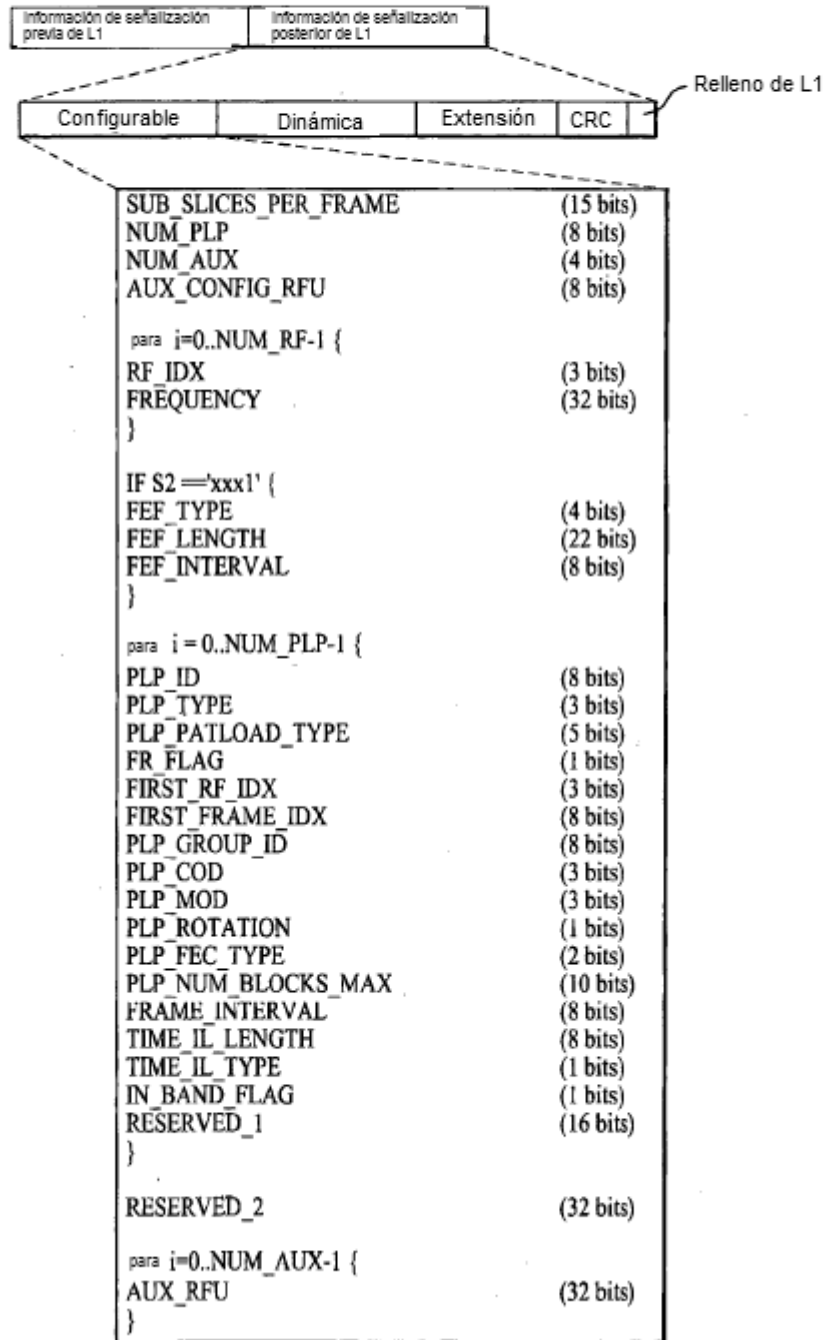 Información de señalización
previa de L1
Información de señalización
posterior de L1
Relleno de L1
Configurable
Dinámica
Extensión
CRC
SUB_SLICES_PER_FRAME (15 bits)
NUM_PLP (8 bits)
NUM_AUX (4 bits)
AUX_CONFIG_RFU (8 bits)
para i=0..NUM_RF-1 {
RF_IDX (3 bits)
FREQUENCY (32 bits)
}
IF S2 =='xxx1' {
FEF_TYPE (4 bits)
FEF_LENGTH (22 bits)
FEF_INTERVAL (8 bits)
}
para i = 0..NUM_PLP-1 {
PLP_ID (8 bits)
PLP_TYPE (3 bits)
PLP_PATLOAD_TYPE (5 bits)
FR_FLAG (1 bits)
FIRST_RF_IDX (3 bits)
FIRST_FRAME_IDX (8 bits)
PLP_GROUP_ID (8 bits)
PLP_COD (3 bits)
PLP_MOD (3 bits)
PLP_ROTATION (1 bits)
PLP_FEC_TYPE (2 bits)
PLP_NUM_BLOCKS_MAX (10 bits)
FRAME_INTERVAL (8 bits)
TIME_IL_LENGTH (8 bits)
TIME_IL_TYPE (1 bits)
IN_BAND_FLAG (1 bits)
RESERVED_1 (16 bits)
}
RESERVED_2 (32 bits)
para i=0..NUM_AUX-1 {
AUX_RFU (32 bits)
}